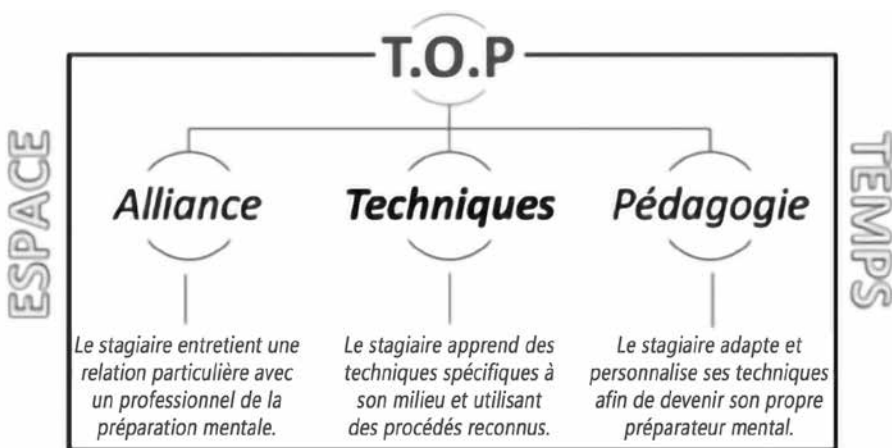 T.O.P
ESPACE
TEMPS
Alliance
Techniques
Pédagogie
Le stagiaire entretient une
relation particulière avec
un professionnel de la
préparation mentale.
Le stagiaire apprend des
techniques spécifiques à
son milieu et utilisant
des procédés reconnus.
Le stagiaire adapte et
personnalise ses techniques
afin de devenir son propre
préparateur mental.